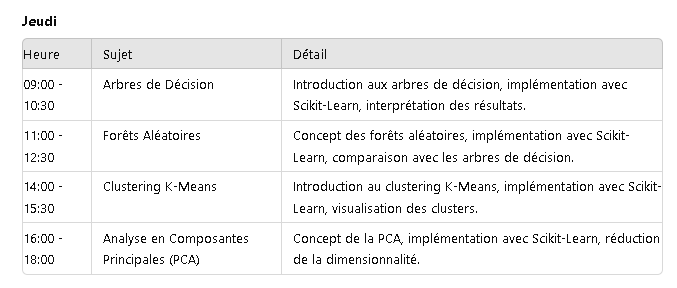 Jeudi
Heure Sujet Détail
09:00 - Arbres de Décision Introduction aux arbres de décision, implémentation avec
10:30 Scikit-Learn, interprétation des résultats.
11:00 - Forêts Aléatoires Concept des forêts aléatoires, implémentation avec Scikit-
12:30 Learn, comparaison avec les arbres de décision.
14:00 - Clustering K-Means Introduction au clustering K-Means, implémentation avec Scikit-
15:30 Learn, visualisation des clusters.
16:00 - Analyse en Composantes Concept de la PCA, implémentation avec Scikit-Learn, réduction
18:00 Principales (PCA) de la dimensionnalité.